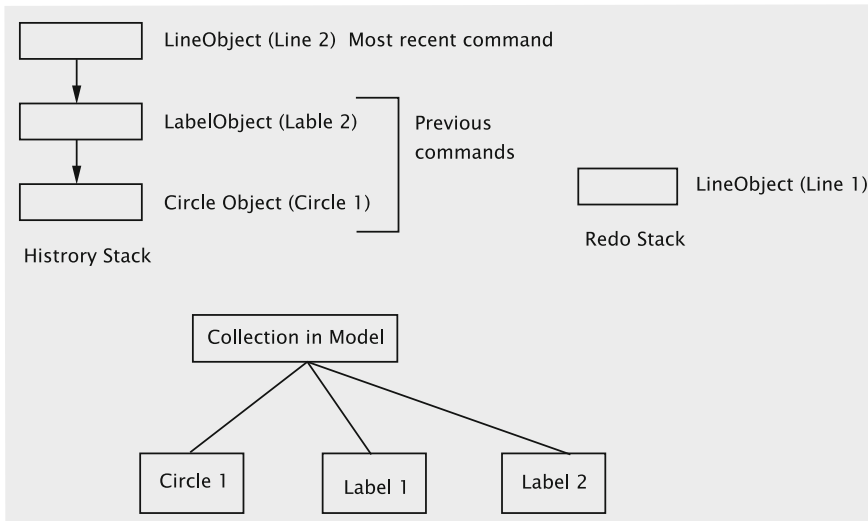 LineObject (Line 2) Most recent command
LabelObject (Lable 2)
Previous
commands
Circle Object (Circle 1)
LineObject (Line 1)
Histrory Stack
Redo Stack
Collection in Model
Circle 1
Label 1
Label 2